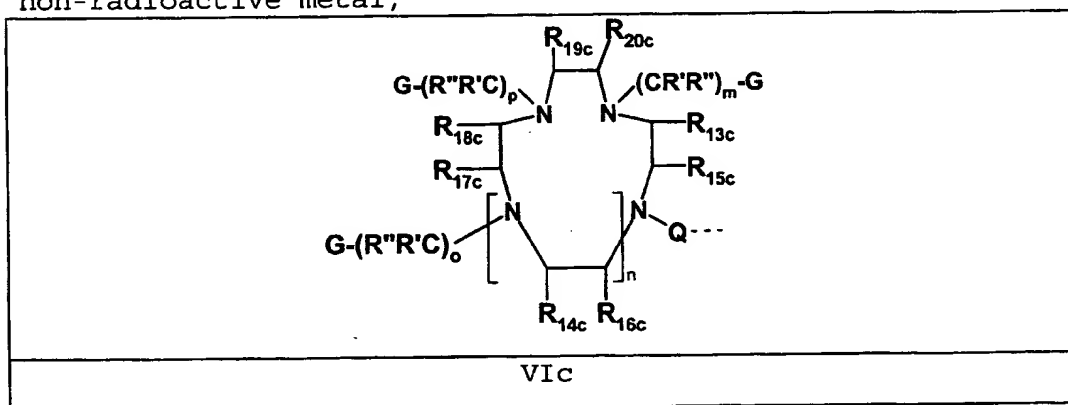 non-radioactive metal;
R19c R20c
G-(R"R'C)p (CR'R")m-G
N N
R18c R13c
R17c R15c
N N
G-(R"R'C)o Q
n
R14c R16c
VIc